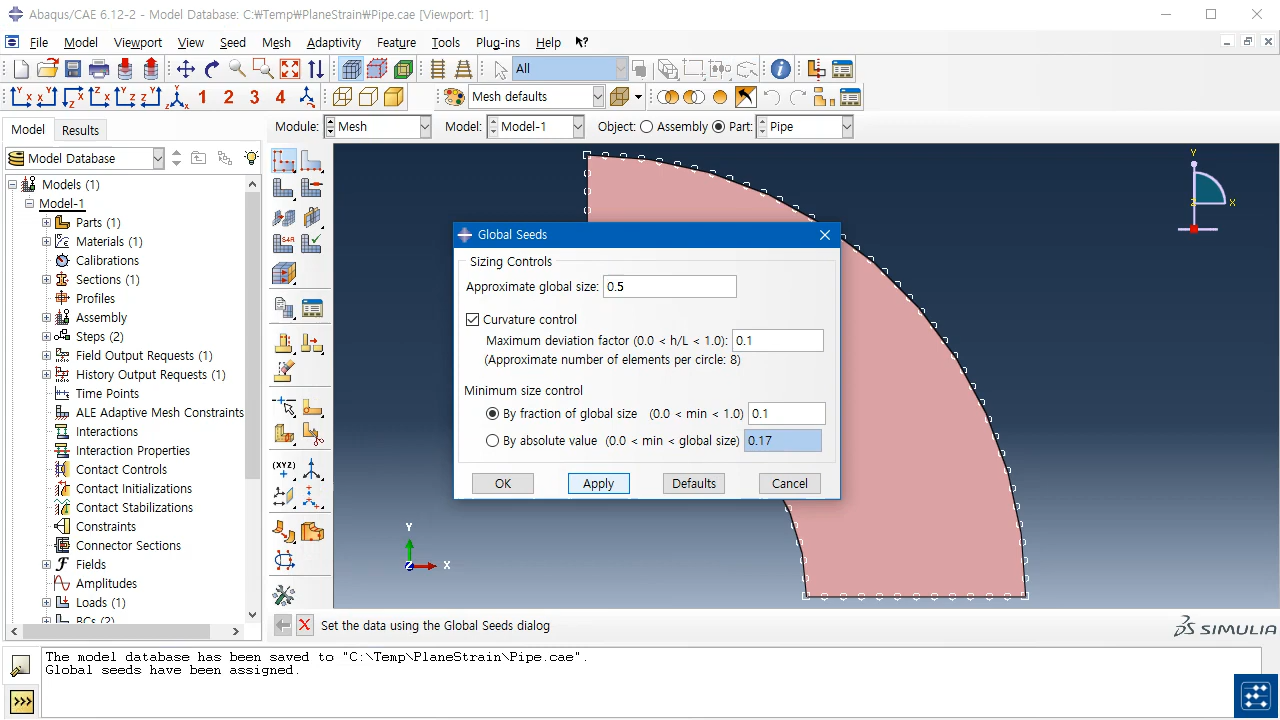 Abaqus/CAE 6.12-2 - Model Database: C:₩Temp₩PlaneStrain₩Pipe.cae [Viewport: 1]
File Model Viewport View Seed Mesh Adaptivity Feature Tools Plug-ins Help
All
1 2 3 4 Mesh defaults
Model Results Module: Mesh Model: Model-1 Object: Assembly Part: Pipe
Model Database
Models (1)
Model-1
Parts (1)
Materials (1)
Calibrations
Sections (1)
Profiles
Assembly
Steps (2)
Field Output Requests (1)
History Output Requests (1)
Time Points
ALE Adaptive Mesh Constraints
Interactions
Interaction Properties
Contact Controls
Contact Initializations
Contact Stabilizations
Constraints
Connector Sections
Fields
Amplitudes
Loads (1)
BCs (2)
(XYZ)
Y
X
Z
Global Seeds
Sizing Controls
Approximate global size: 0.5
Curvature control
Maximum deviation factor (0.0 < h/L < 1.0): 0.1
(Approximate number of elements per circle: 8)
Minimum size control
By fraction of global size (0.0 < min < 1.0) 0.1
By absolute value (0.0 < min < global size) 0.17
OK Apply Defaults Cancel
Y
X
Z
Set the data using the Global Seeds dialog
SIMULIA
The model database has been saved to "C:\Temp\PlaneStrain\Pipe.cae".
Global seeds have been assigned.
>>>